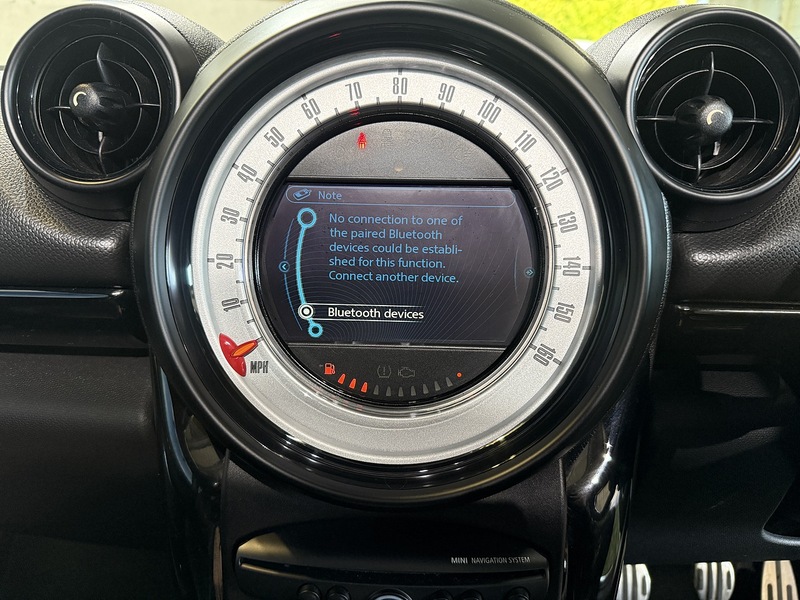 10
20
30
40
50
60
70
80
90
100
110
120
130
140
150
160
MPH
Note
No connection to one of
the paired Bluetooth
devices could be establi-
shed for this function.
Connect another device.
Bluetooth devices
MINI NAVIGATION SYSTEM